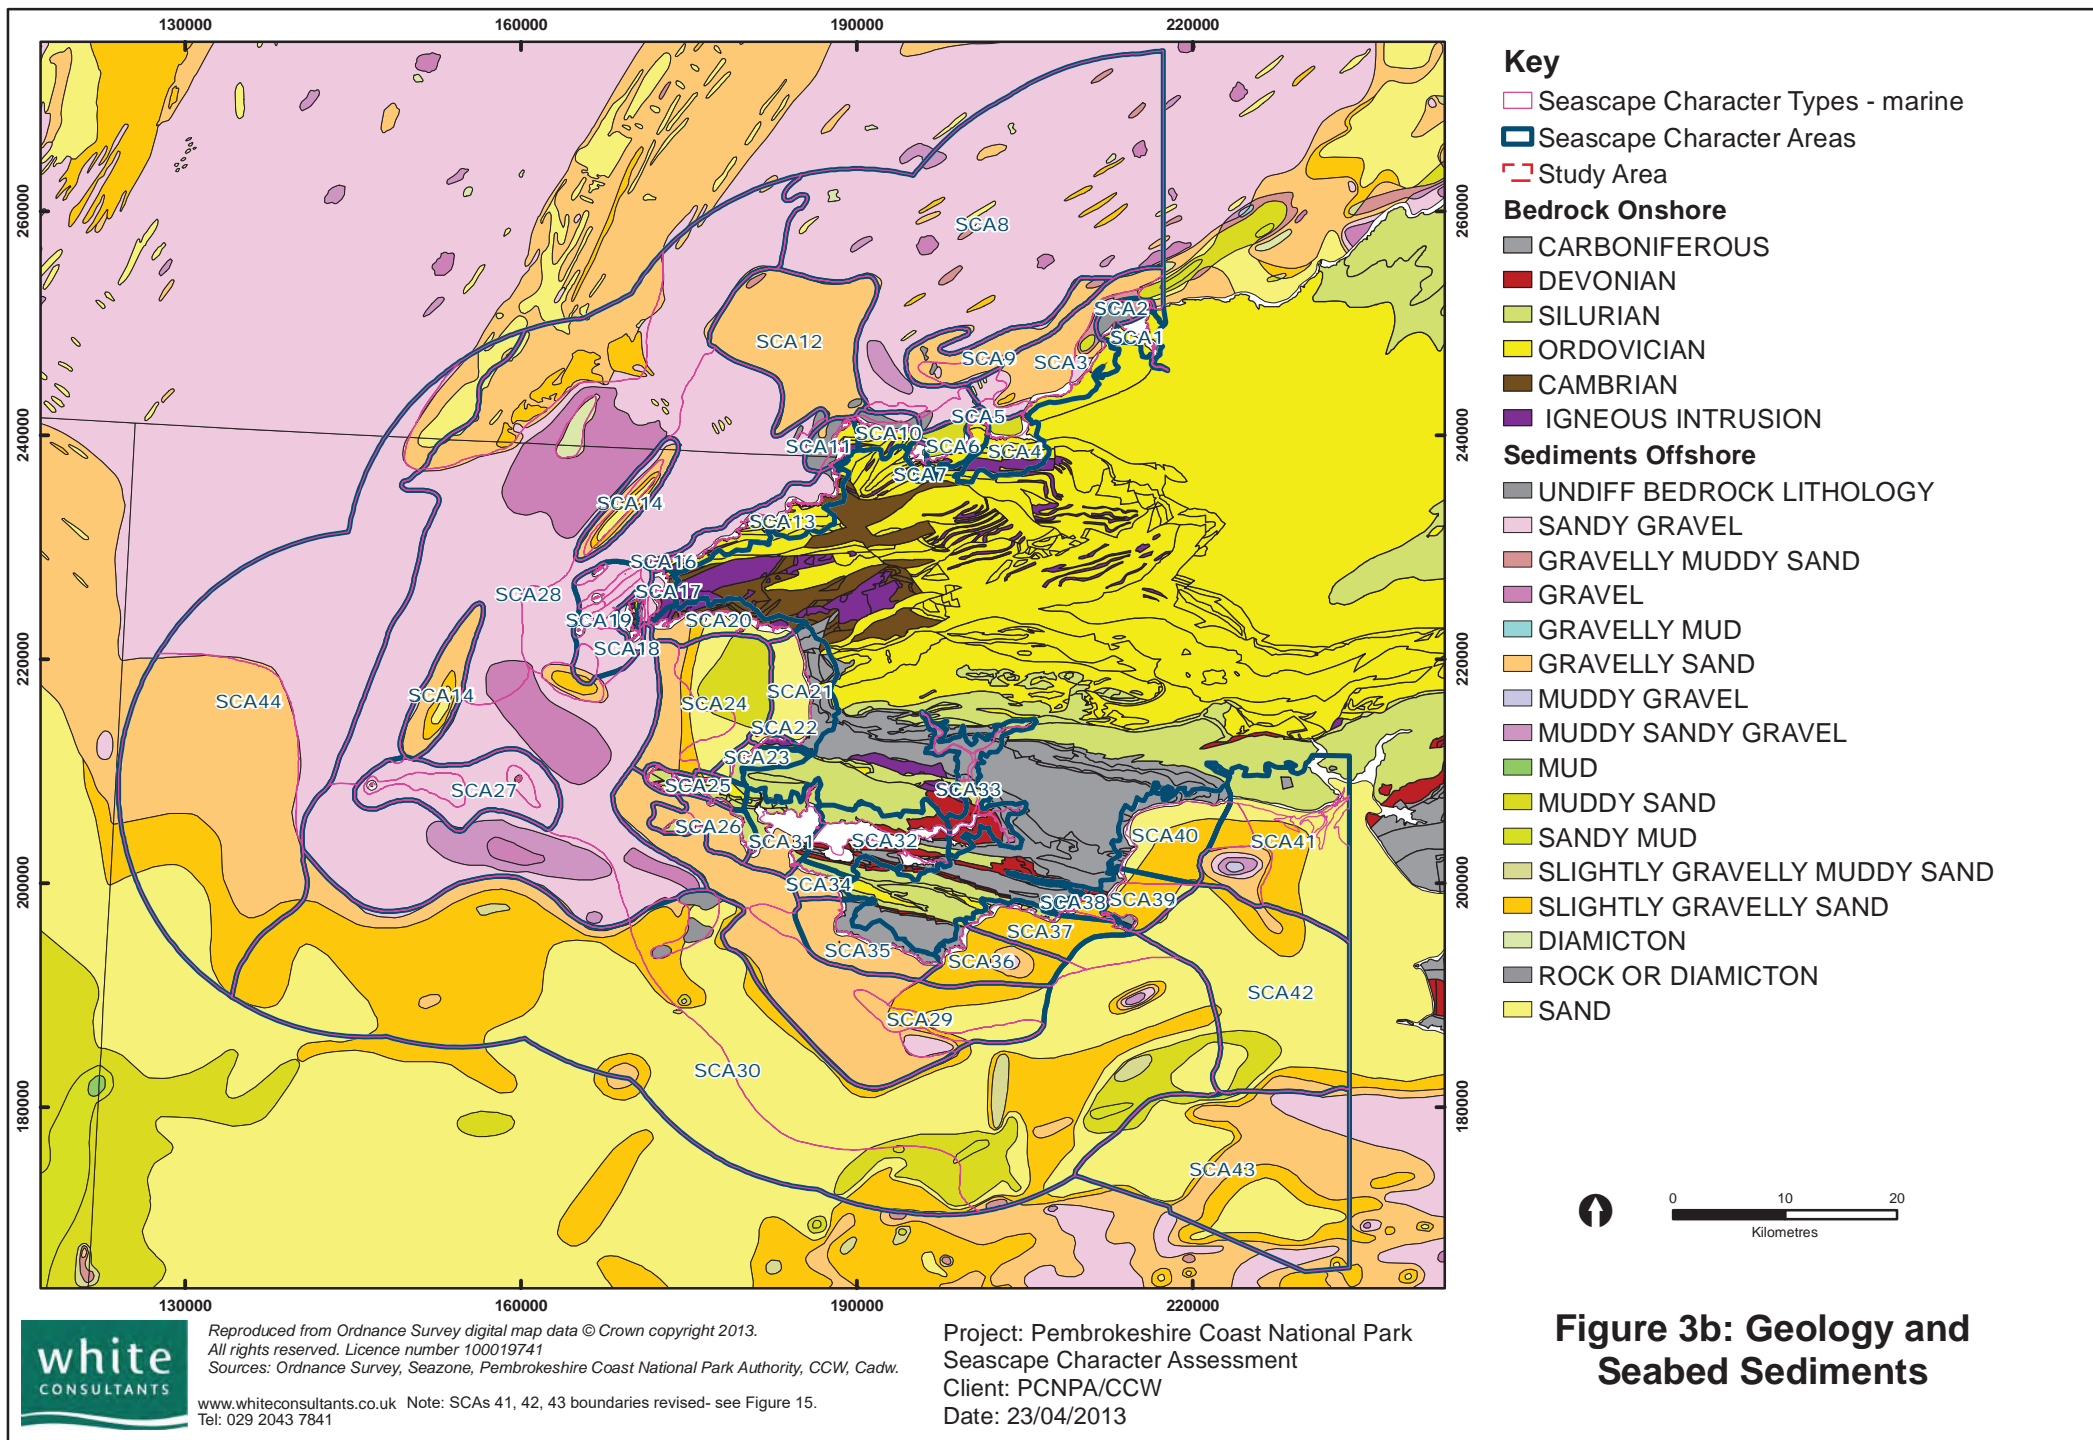 130000
160000
190000
220000
260000
240000
220000
200000
180000
260000
240000
220000
200000
180000
SCA8
SCA2
SCA1
SCA12
SCA9
SCA3
SCA5
SCA10
SCA11
SCA6
SCA4
SCA7
SCA14
SCA13
SCA16
SCA28
SCA17
SCA19
SCA20
SCA18
SCA14
SCA44
SCA24
SCA21
SCA22
SCA23
SCA25
SCA27
SCA33
SCA26
SCA31
SCA32
SCA40
SCA41
SCA34
SCA38
SCA39
SCA37
SCA35
SCA36
SCA42
SCA29
SCA30
SCA43
130000
160000
190000
220000
Key
Seascape Character Types - marine
Seascape Character Areas
Study Area
Bedrock Onshore
CARBONIFEROUS
DEVONIAN
SILURIAN
ORDOVICIAN
CAMBRIAN
IGNEOUS INTRUSION
Sediments Offshore
UNDIFF BEDROCK LITHOLOGY
SANDY GRAVEL
GRAVELLY MUDDY SAND
GRAVEL
GRAVELLY MUD
GRAVELLY SAND
MUDDY GRAVEL
MUDDY SANDY GRAVEL
MUD
MUDDY SAND
SANDY MUD
SLIGHTLY GRAVELLY MUDDY SAND
SLIGHTLY GRAVELLY SAND
DIAMICTON
ROCK OR DIAMICTON
SAND
0 10 20
Kilometres
Figure 3b: Geology and
Seabed Sediments
white
CONSULTANTS
Reproduced from Ordnance Survey digital map data © Crown copyright 2013.
All rights reserved. Licence number 100019741
Sources: Ordnance Survey, Seazone, Pembrokeshire Coast National Park Authority, CCW, Cadw.
www.whiteconsultants.co.uk Note: SCAs 41, 42, 43 boundaries revised- see Figure 15.
Tel: 029 2043 7841
Project: Pembrokeshire Coast National Park
Seascape Character Assessment
Client: PCNPA/CCW
Date: 23/04/2013